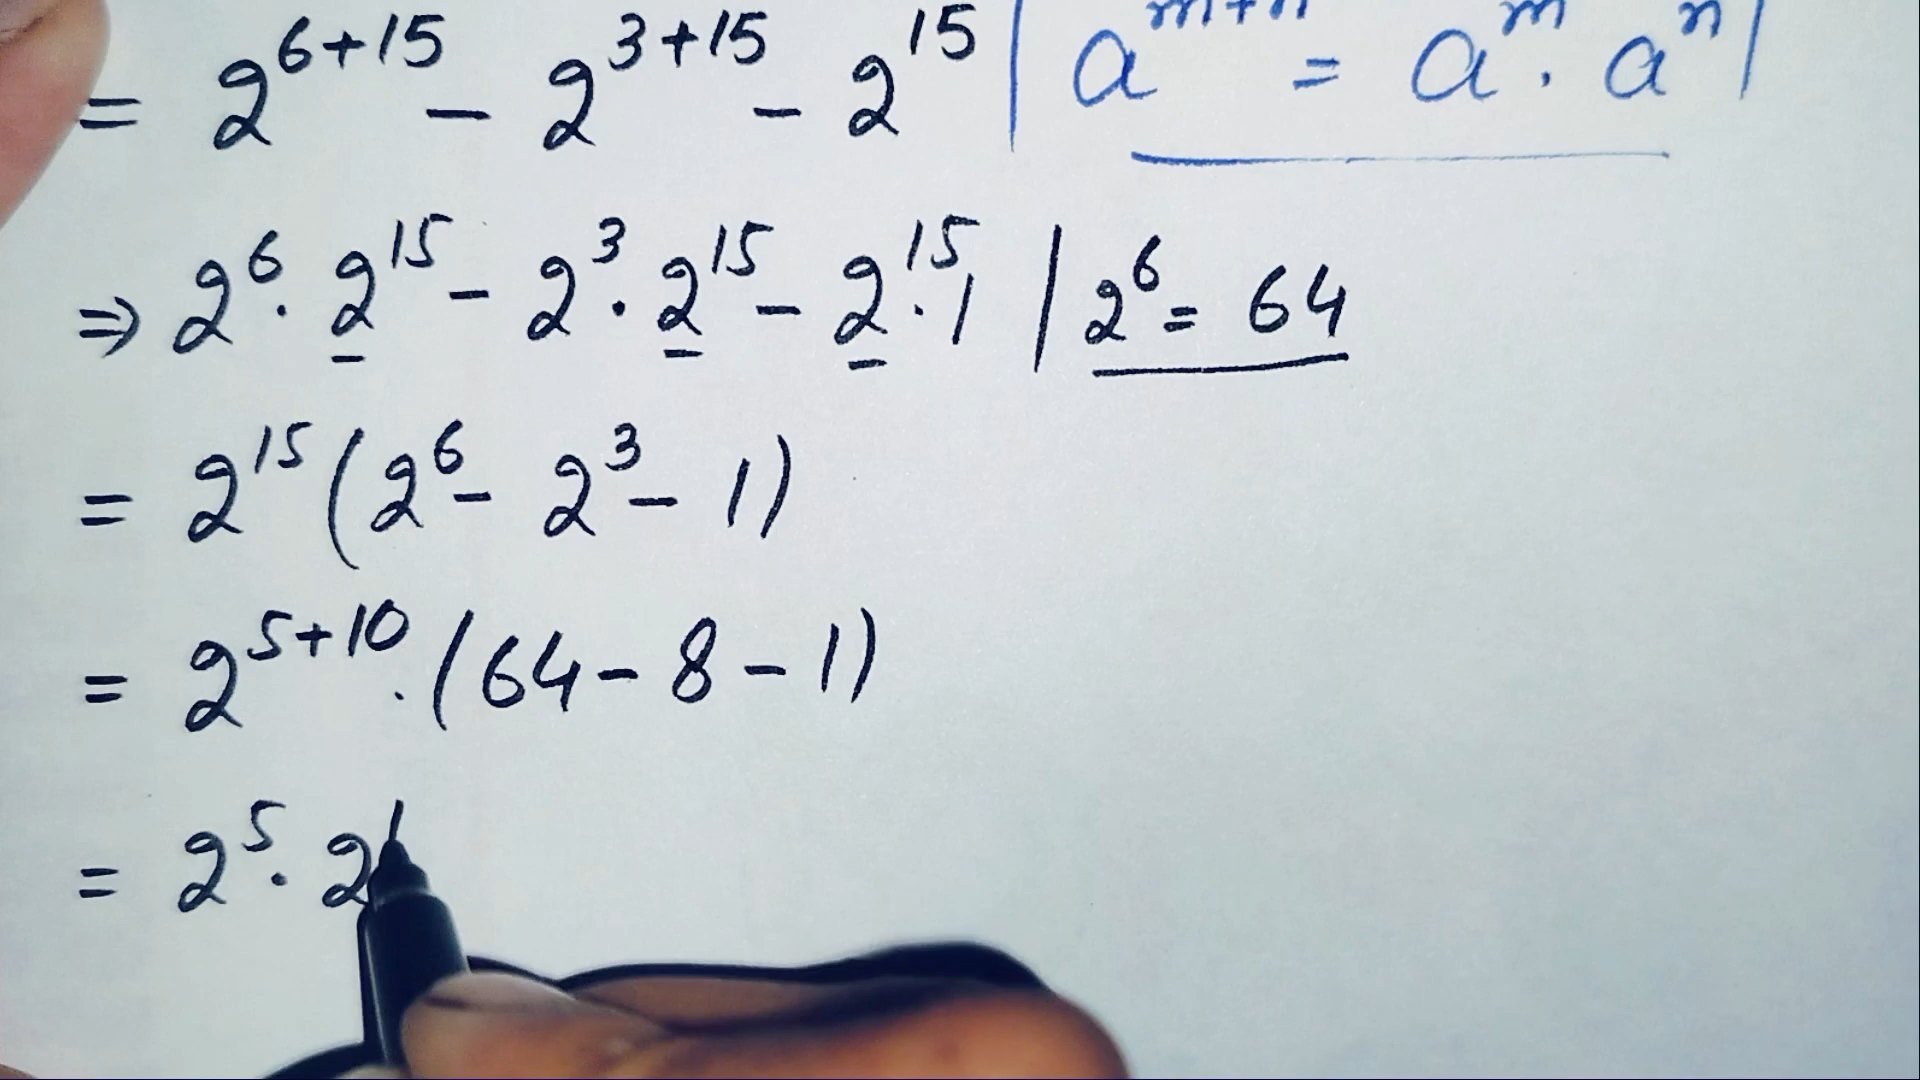 = 2^{6+15} - 2^{3+15} - 2^{15} | a^{m+n} = a^m . a^n |
⇒ 2^6 . 2^{15} - 2^3 . 2^{15} - 2^{15} . 1 | 2^6 = 64
= 2^{15} (2^6 - 2^3 - 1)
= 2^{5+10} . (64 - 8 - 1)
= 2^5 . 2^1